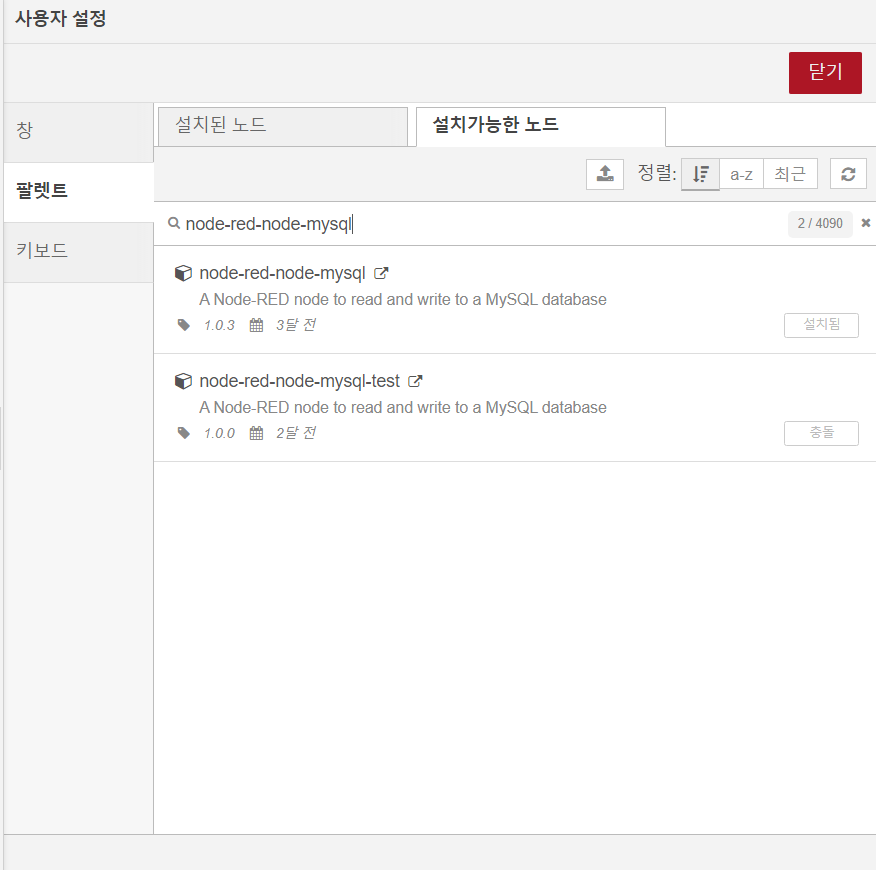 사용자 설정
닫기
창
팔렛트
키보드
설치된 노드
설치가능한 노드
정렬:
a-z
최근
node-red-node-mysql
2 / 4090
node-red-node-mysql
A Node-RED node to read and write to a MySQL database
1.0.3 3달 전
설치됨
node-red-node-mysql-test
A Node-RED node to read and write to a MySQL database
1.0.0 2달 전
충돌